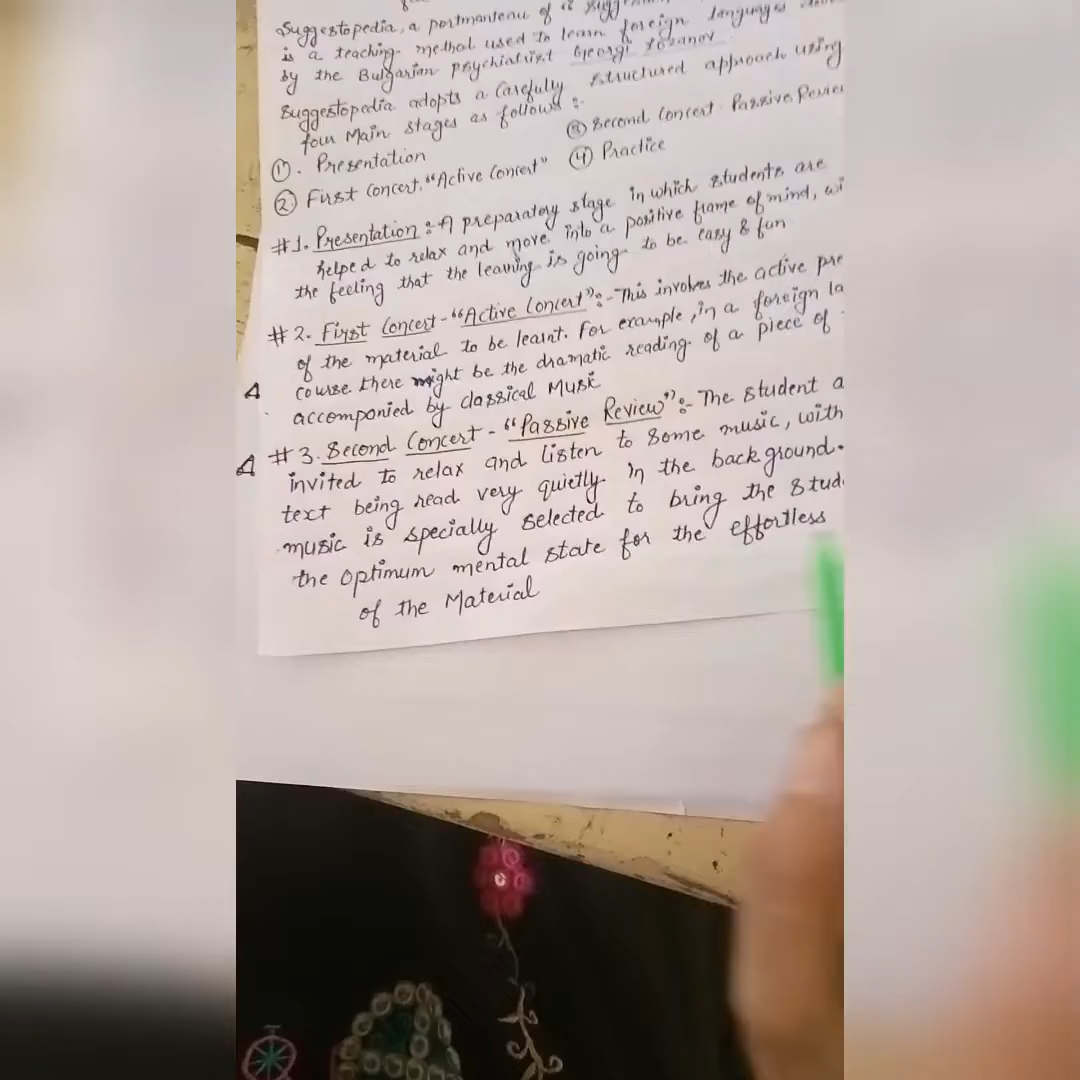 Suggestopedia, a portmanteau of "
is a teaching methal used to learn foreign languages
by the Bulgarian psychiatrist Georgi Lozanov
Suggestopadia adopts a carefully structured approach using
four Main stages as follows :-
① Presentation
② First Concert. "Active Concert"
③ Second Concert Passive Review
④ Practice
#1. Presentation :- A preparatory stage in which students are
helped to relax and move into a positive frame of mind,
the feeling that the learning is going to be easy & fun
#2. First Concert - "Active Concert" :- This involves the active pre
of the material to be learnt. For example, in a foreign la
course there might be the dramatic reading of a piece of
accompanied by classical Music
#3. Second Concert - "Passive Review" :- The student a
invited to relax and listen to some music, with
text being read very quietly in the background.
music is specially selected to bring the stud
the optimum mental state for the effortless
of the Material